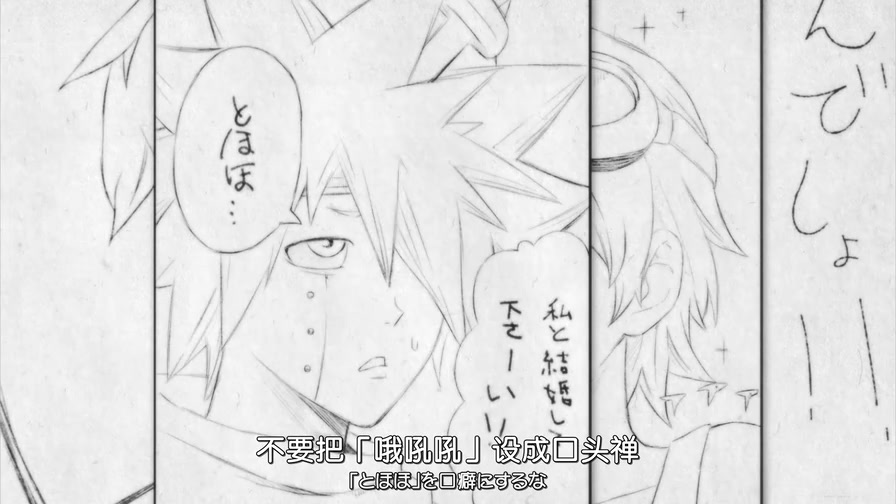 んでしょーー
とほほ…
私と結婚して
下さーい!!
不要把「哦吼吼」设成口头禅
「とほほ」を口癖にするな